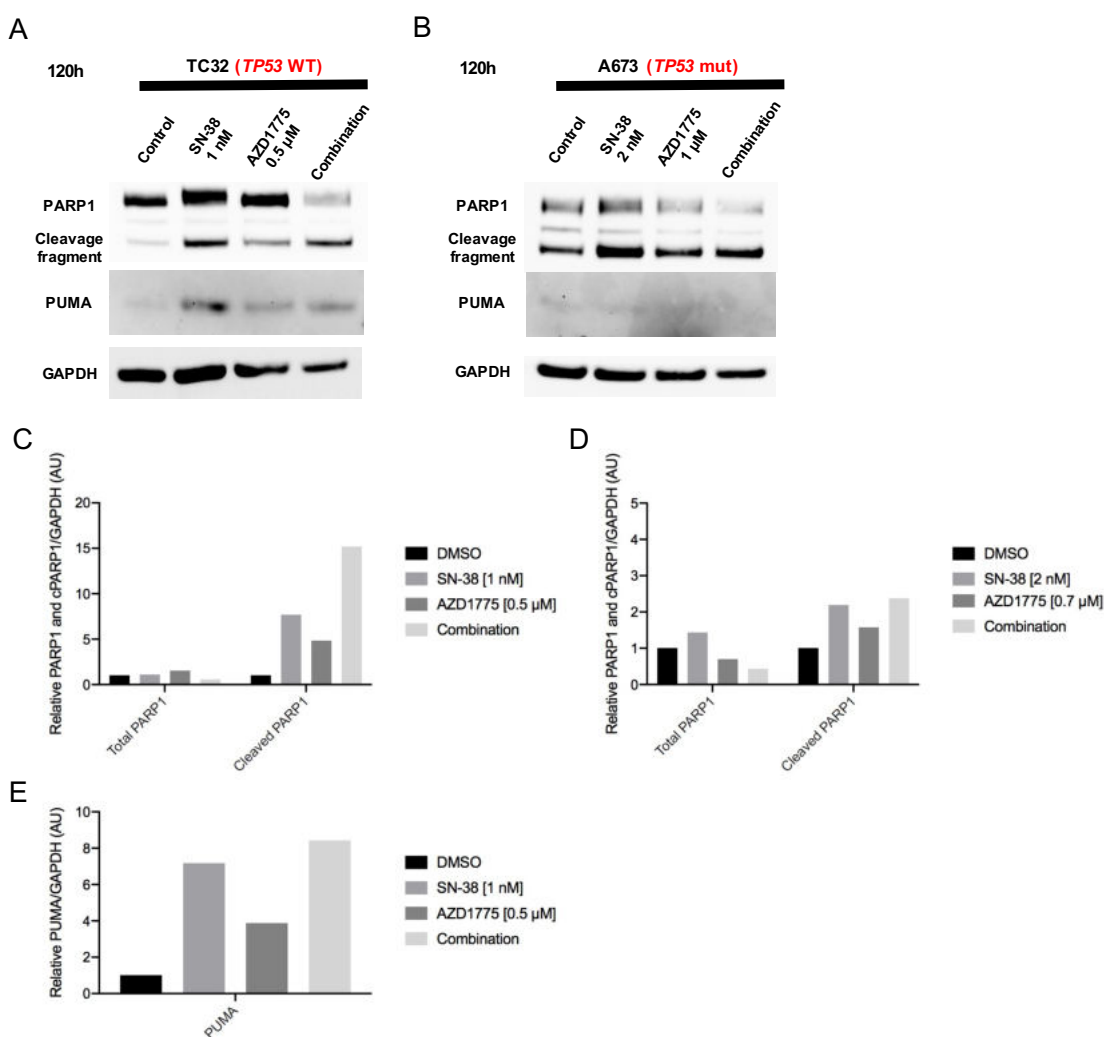 A
120h
TC32 (TP53 WT)
Control
SN-38
1 nM
AZD1775
0.5 µM
Combination
PARP1
Cleavage
fragment
PUMA
GAPDH
B
120h
A673 (TP53 mut)
Control
SN-38
2 nM
AZD1775
1 µM
Combination
PARP1
Cleavage
fragment
PUMA
GAPDH
C
Relative PARP1 and cPARP1/GAPDH (AU)
20
15
10
5
0
Total PARP1
Cleaved PARP1
DMSO
SN-38 [1 nM]
AZD1775 [0.5 µM]
Combination
D
Relative PARP1 and cPARP1/GAPDH (AU)
5
4
3
2
1
0
Total PARP1
Cleaved PARP1
DMSO
SN-38 [2 nM]
AZD1775 [0.7 µM]
Combination
E
Relative PUMA/GAPDH (AU)
10
8
6
4
2
0
PUMA
DMSO
SN-38 [1 nM]
AZD1775 [0.5 µM]
Combination